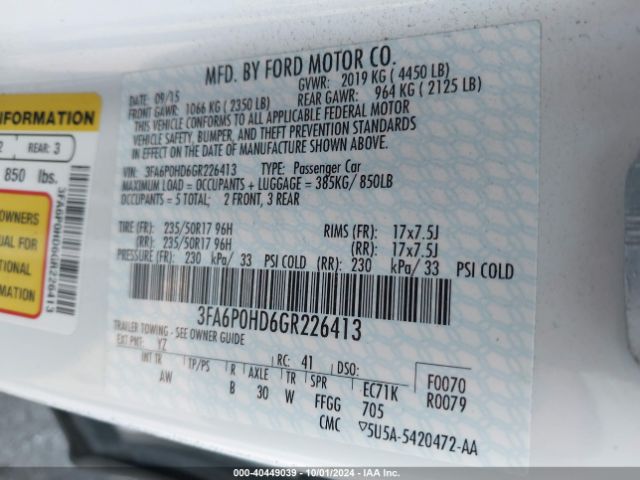 MFD. BY FORD MOTOR CO.
DATE: 09/15 GVWR: 2019 KG (4450 LB)
FRONT GAWR: 1066 KG (2350 LB) REAR GAWR: 964 KG (2125 LB)
THIS VEHICLE CONFORMS TO ALL APPLICABLE FEDERAL MOTOR
VEHICLE SAFETY, BUMPER, AND THEFT PREVENTION STANDARDS
IN EFFECT ON THE DATE OF MANUFACTURE SHOWN ABOVE.
VIN: 3FA6P0HD6GR226413 TYPE: Passenger Car
MAXIMUM LOAD = OCCUPANTS + LUGGAGE = 385KG/ 850LB
OCCUPANTS = 5 TOTAL; 2 FRONT, 3 REAR
TIRE (FR): 235/50R17 96H RIMS (FR): 17x7.5J
(RR): 235/50R17 96H (RR): 17x7.5J
PRESSURE (FR): 230 kPa/ 33 PSI COLD (RR): 230 kPa/ 33 PSI COLD
3FA6P0HD6GR226413
TRAILER TOWING - SEE OWNER GUIDE
EXT PNT: YZ RC: 41 DSO:
INT TR TP/PS R AXLE TR SPR EC71K F0070
AW B 30 W FFGG 705 R0079
CMC 5U5A-5420472-AA
INFORMATION
2 REAR: 3
850 lbs.
OWNERS
UAL FOR
TIONAL
MATION
3FA6P0HD6GR226413
000-40449039 - 10/01/2024 - IAAI.COM